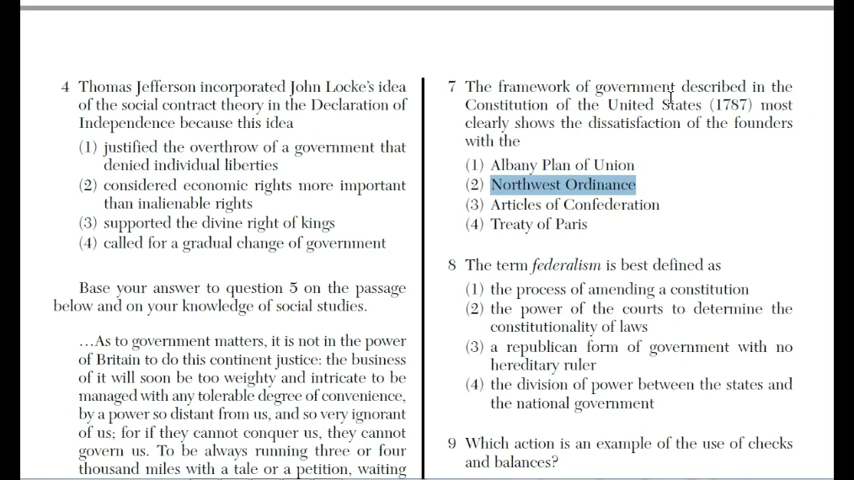 4 Thomas Jefferson incorporated John Locke's idea
of the social contract theory in the Declaration of
Independence because this idea
(1) justified the overthrow of a government that
denied individual liberties
(2) considered economic rights more important
than inalienable rights
(3) supported the divine right of kings
(4) called for a gradual change of government
Base your answer to question 5 on the passage
below and on your knowledge of social studies.
…As to government matters, it is not in the power
of Britain to do this continent justice: the business
of it will soon be too weighty and intricate to be
managed with any tolerable degree of convenience,
by a power so distant from us, and so very ignorant
of us; for if they cannot conquer us, they cannot
govern us. To be always running three or four
thousand miles with a tale or a petition, waiting
7 The framework of government described in the
Constitution of the United States (1787) most
clearly shows the dissatisfaction of the founders
with the
(1) Albany Plan of Union
(2) Northwest Ordinance
(3) Articles of Confederation
(4) Treaty of Paris
8 The term federalism is best defined as
(1) the process of amending a constitution
(2) the power of the courts to determine the
constitutionality of laws
(3) a republican form of government with no
hereditary ruler
(4) the division of power between the states and
the national government
9 Which action is an example of the use of checks
and balances?